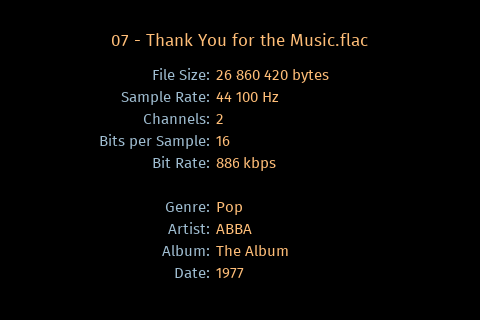 07 - Thank You for the Music.flac
File Size: 26 860 420 bytes
Sample Rate: 44 100 Hz
Channels: 2
Bits per Sample: 16
Bit Rate: 886 kbps
Genre: Pop
Artist: ABBA
Album: The Album
Date: 1977